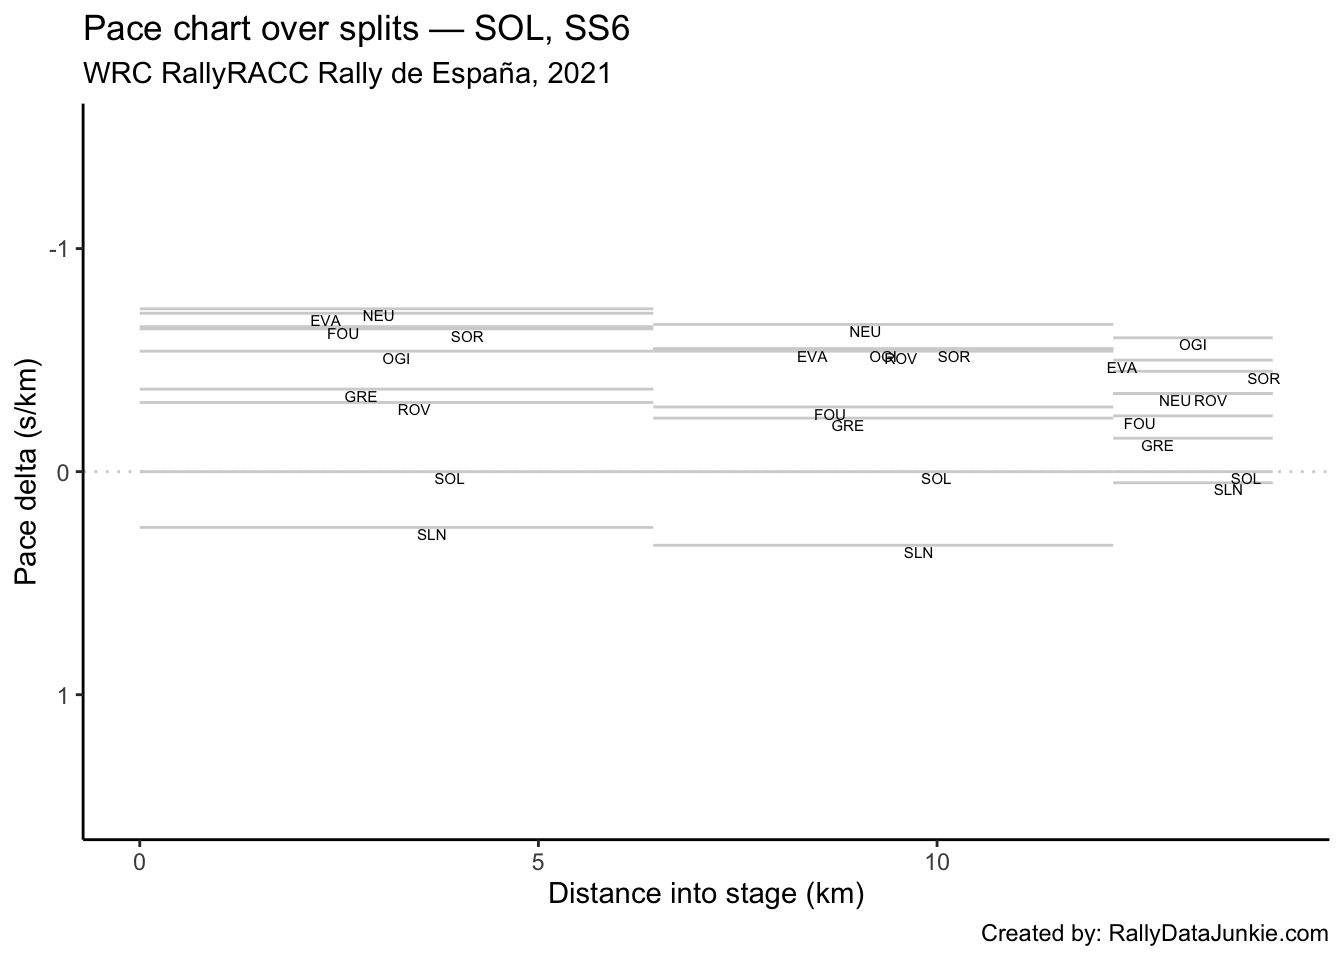 Pace chart over splits — SOL, SS6
WRC RallyRACC Rally de España, 2021
Pace delta (s/km)
-1
0
1
NEU
EVA
FOU
SOR
OGI
GRE
ROV
SOL
SLN
NEU
EVA
OGI
ROV
SOR
FOU
GRE
SOL
SLN
OGI
EVA
SOR
NEU
ROV
FOU
GRE
SOL
SLN
0
5
10
Distance into stage (km)
Created by: RallyDataJunkie.com